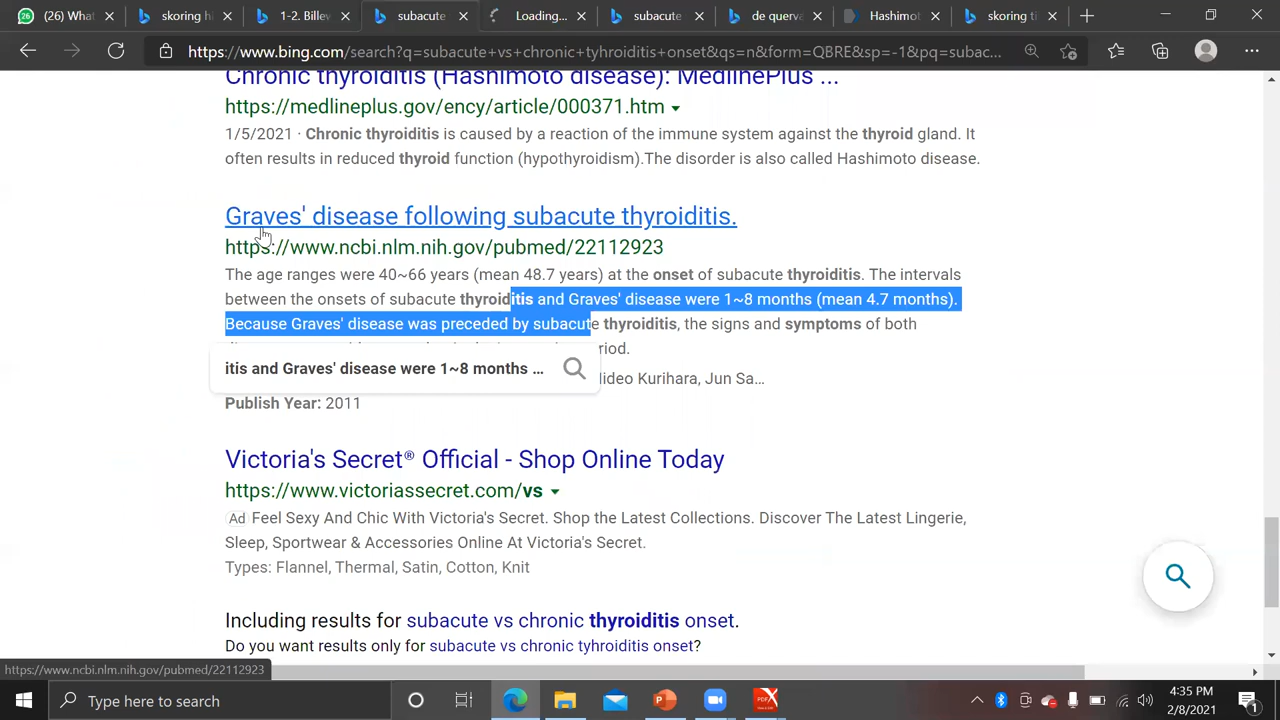 (26) What
skoring hi
1-2. Billev
subacute
Loading...
subacute
de querva
Hashimot
skoring ti
https://www.bing.com/search?q=subacute+vs+chronic+tyhroiditis+onset&qs=n&form=QBRE&sp=-1&pq=subac...
Chronic thyroiditis (Hashimoto disease): MedlinePlus ...
https://medlineplus.gov/ency/article/000371.htm
1/5/2021 · Chronic thyroiditis is caused by a reaction of the immune system against the thyroid gland. It
often results in reduced thyroid function (hypothyroidism).The disorder is also called Hashimoto disease.
Graves' disease following subacute thyroiditis.
https://www.ncbi.nlm.nih.gov/pubmed/22112923
The age ranges were 40~66 years (mean 48.7 years) at the onset of subacute thyroiditis. The intervals
between the onsets of subacute thyroiditis and Graves' disease were 1~8 months (mean 4.7 months).
Because Graves' disease was preceded by subacute thyroiditis, the signs and symptoms of both
itis and Graves' disease were 1~8 months ...
Hideo Kurihara, Jun Sa...
Publish Year: 2011
Victoria's Secret® Official - Shop Online Today
https://www.victoriassecret.com/vs
Ad Feel Sexy And Chic With Victoria's Secret. Shop the Latest Collections. Discover The Latest Lingerie,
Sleep, Sportwear & Accessories Online At Victoria's Secret.
Types: Flannel, Thermal, Satin, Cotton, Knit
Including results for subacute vs chronic thyroiditis onset.
Do you want results only for subacute vs chronic tyhroiditis onset?
https://www.ncbi.nlm.nih.gov/pubmed/22112923
Type here to search
4:35 PM
2/8/2021
1